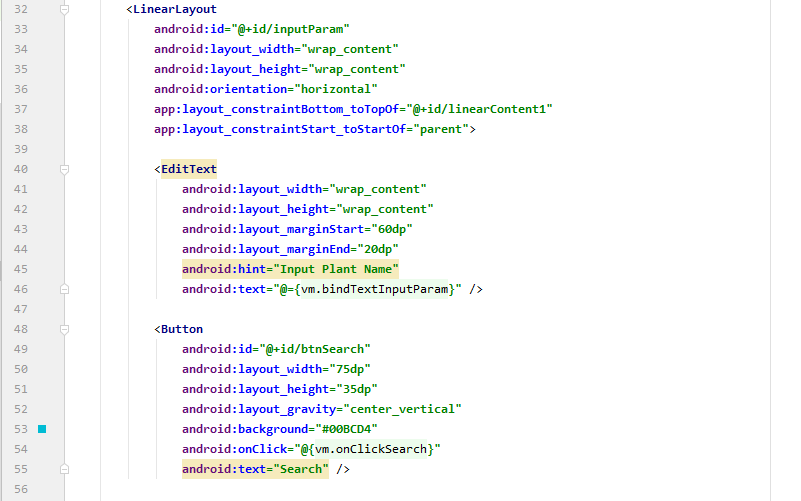 32 <LinearLayout
33 android:id="@+id/inputParam"
34 android:layout_width="wrap_content"
35 android:layout_height="wrap_content"
36 android:orientation="horizontal"
37 app:layout_constraintBottom_toTopOf="@+id/linearContent1"
38 app:layout_constraintStart_toStartOf="parent">
39
40 <EditText
41 android:layout_width="wrap_content"
42 android:layout_height="wrap_content"
43 android:layout_marginStart="60dp"
44 android:layout_marginEnd="20dp"
45 android:hint="Input Plant Name"
46 android:text="@={vm.bindTextInputParam}" />
47
48 <Button
49 android:id="@+id/btnSearch"
50 android:layout_width="75dp"
51 android:layout_height="35dp"
52 android:layout_gravity="center_vertical"
53 android:background="#00BCD4"
54 android:onClick="@{vm.onClickSearch}"
55 android:text="Search" />
56